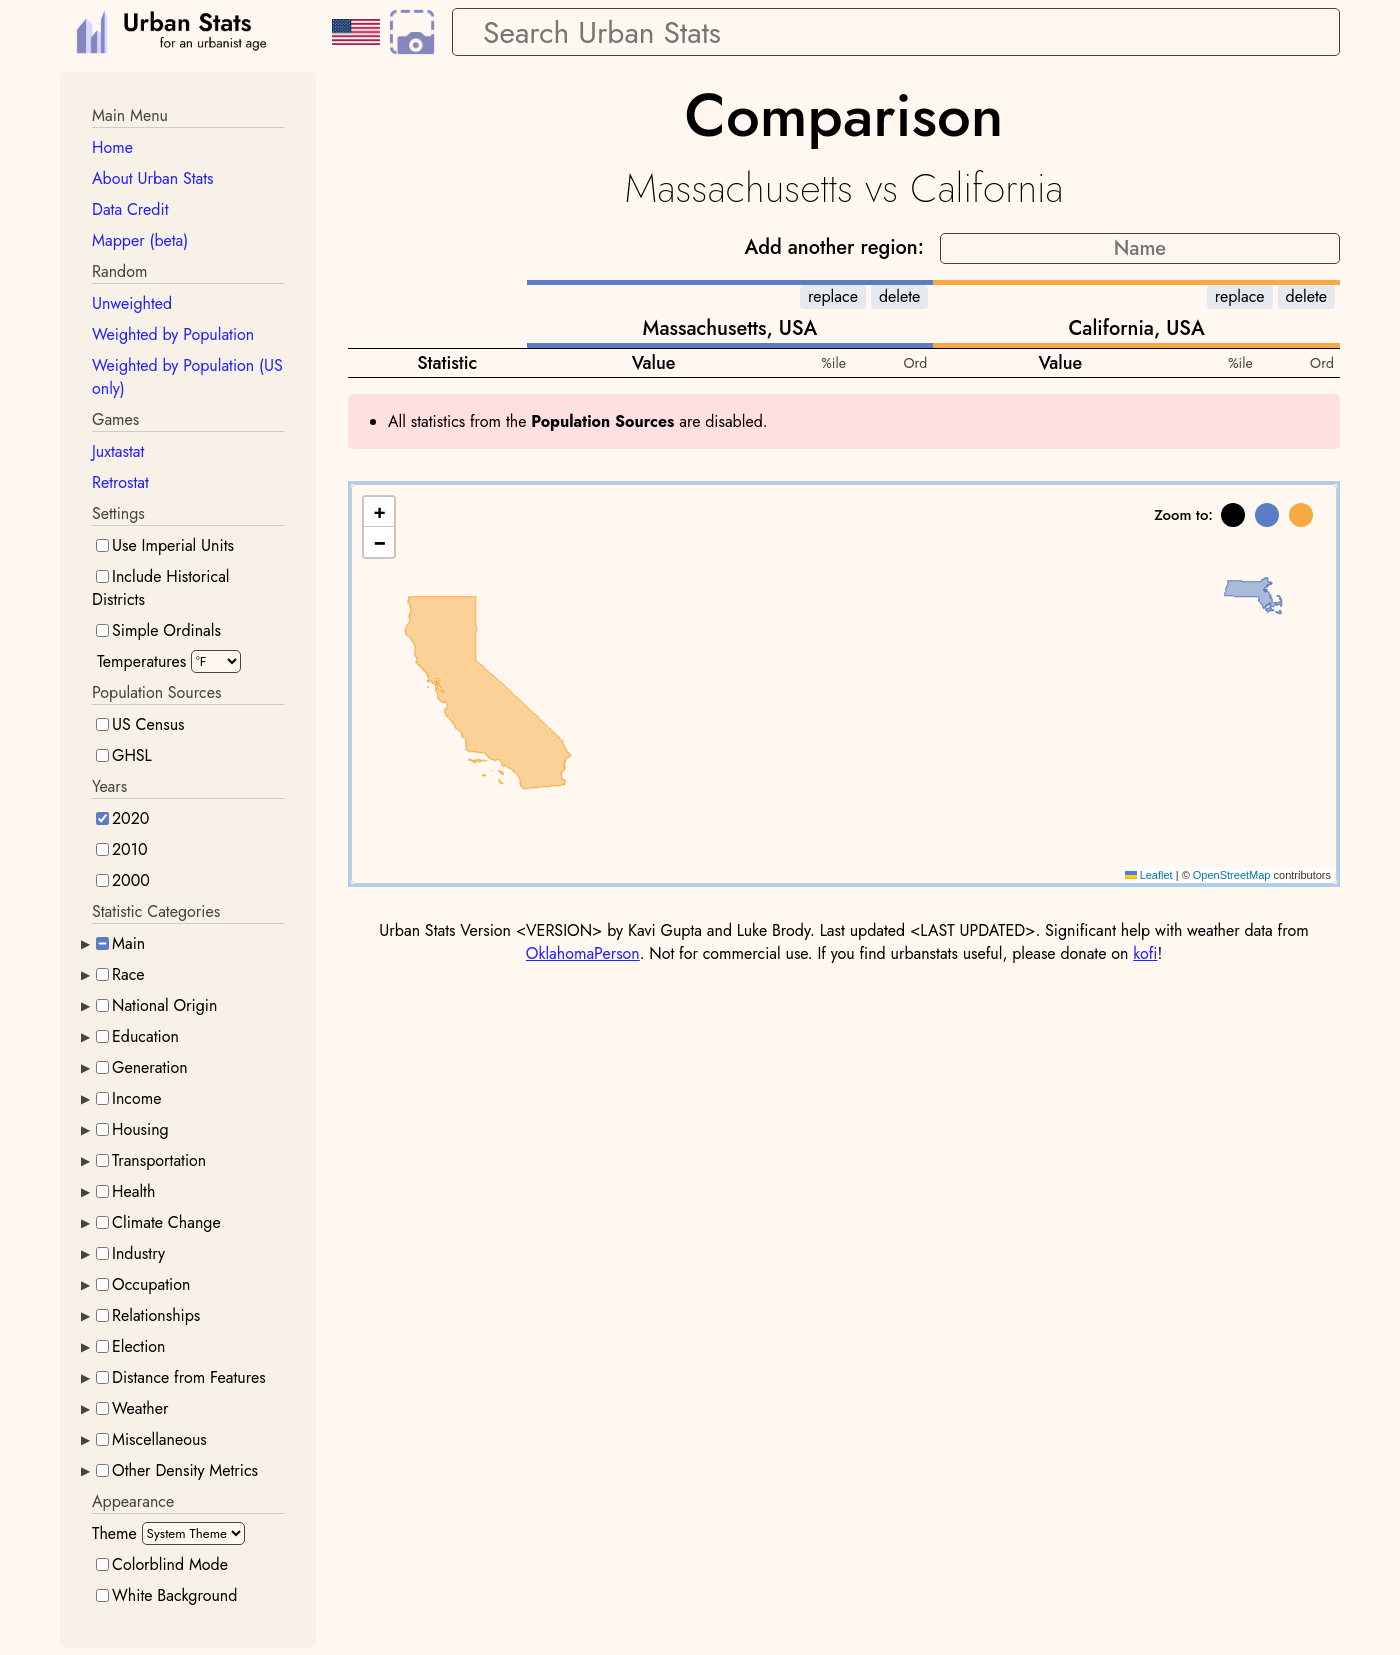 Urban Stats
for an urbanist age
Search Urban Stats
Main Menu
Home
About Urban Stats
Data Credit
Mapper (beta)
Random
Unweighted
Weighted by Population
Weighted by Population (US
only)
Games
Juxtastat
Retrostat
Settings
Use Imperial Units
Include Historical
Districts
Simple Ordinals
Temperatures °F
Population Sources
US Census
GHSL
Years
2020
2010
2000
Statistic Categories
Main
Race
National Origin
Education
Generation
Income
Housing
Transportation
Health
Climate Change
Industry
Occupation
Relationships
Election
Distance from Features
Weather
Miscellaneous
Other Density Metrics
Appearance
Theme System Theme
Colorblind Mode
White Background
Comparison
Massachusetts vs California
Add another region: Name
replace delete replace delete
Massachusetts, USA California, USA
Statistic Value %ile Ord Value %ile Ord
• All statistics from the Population Sources are disabled.
+
−
Zoom to:
Leaflet | © OpenStreetMap contributors
Urban Stats Version <VERSION> by Kavi Gupta and Luke Brody. Last updated <LAST UPDATED>. Significant help with weather data from
OklahomaPerson. Not for commercial use. If you find urbanstats useful, please donate on kofi!